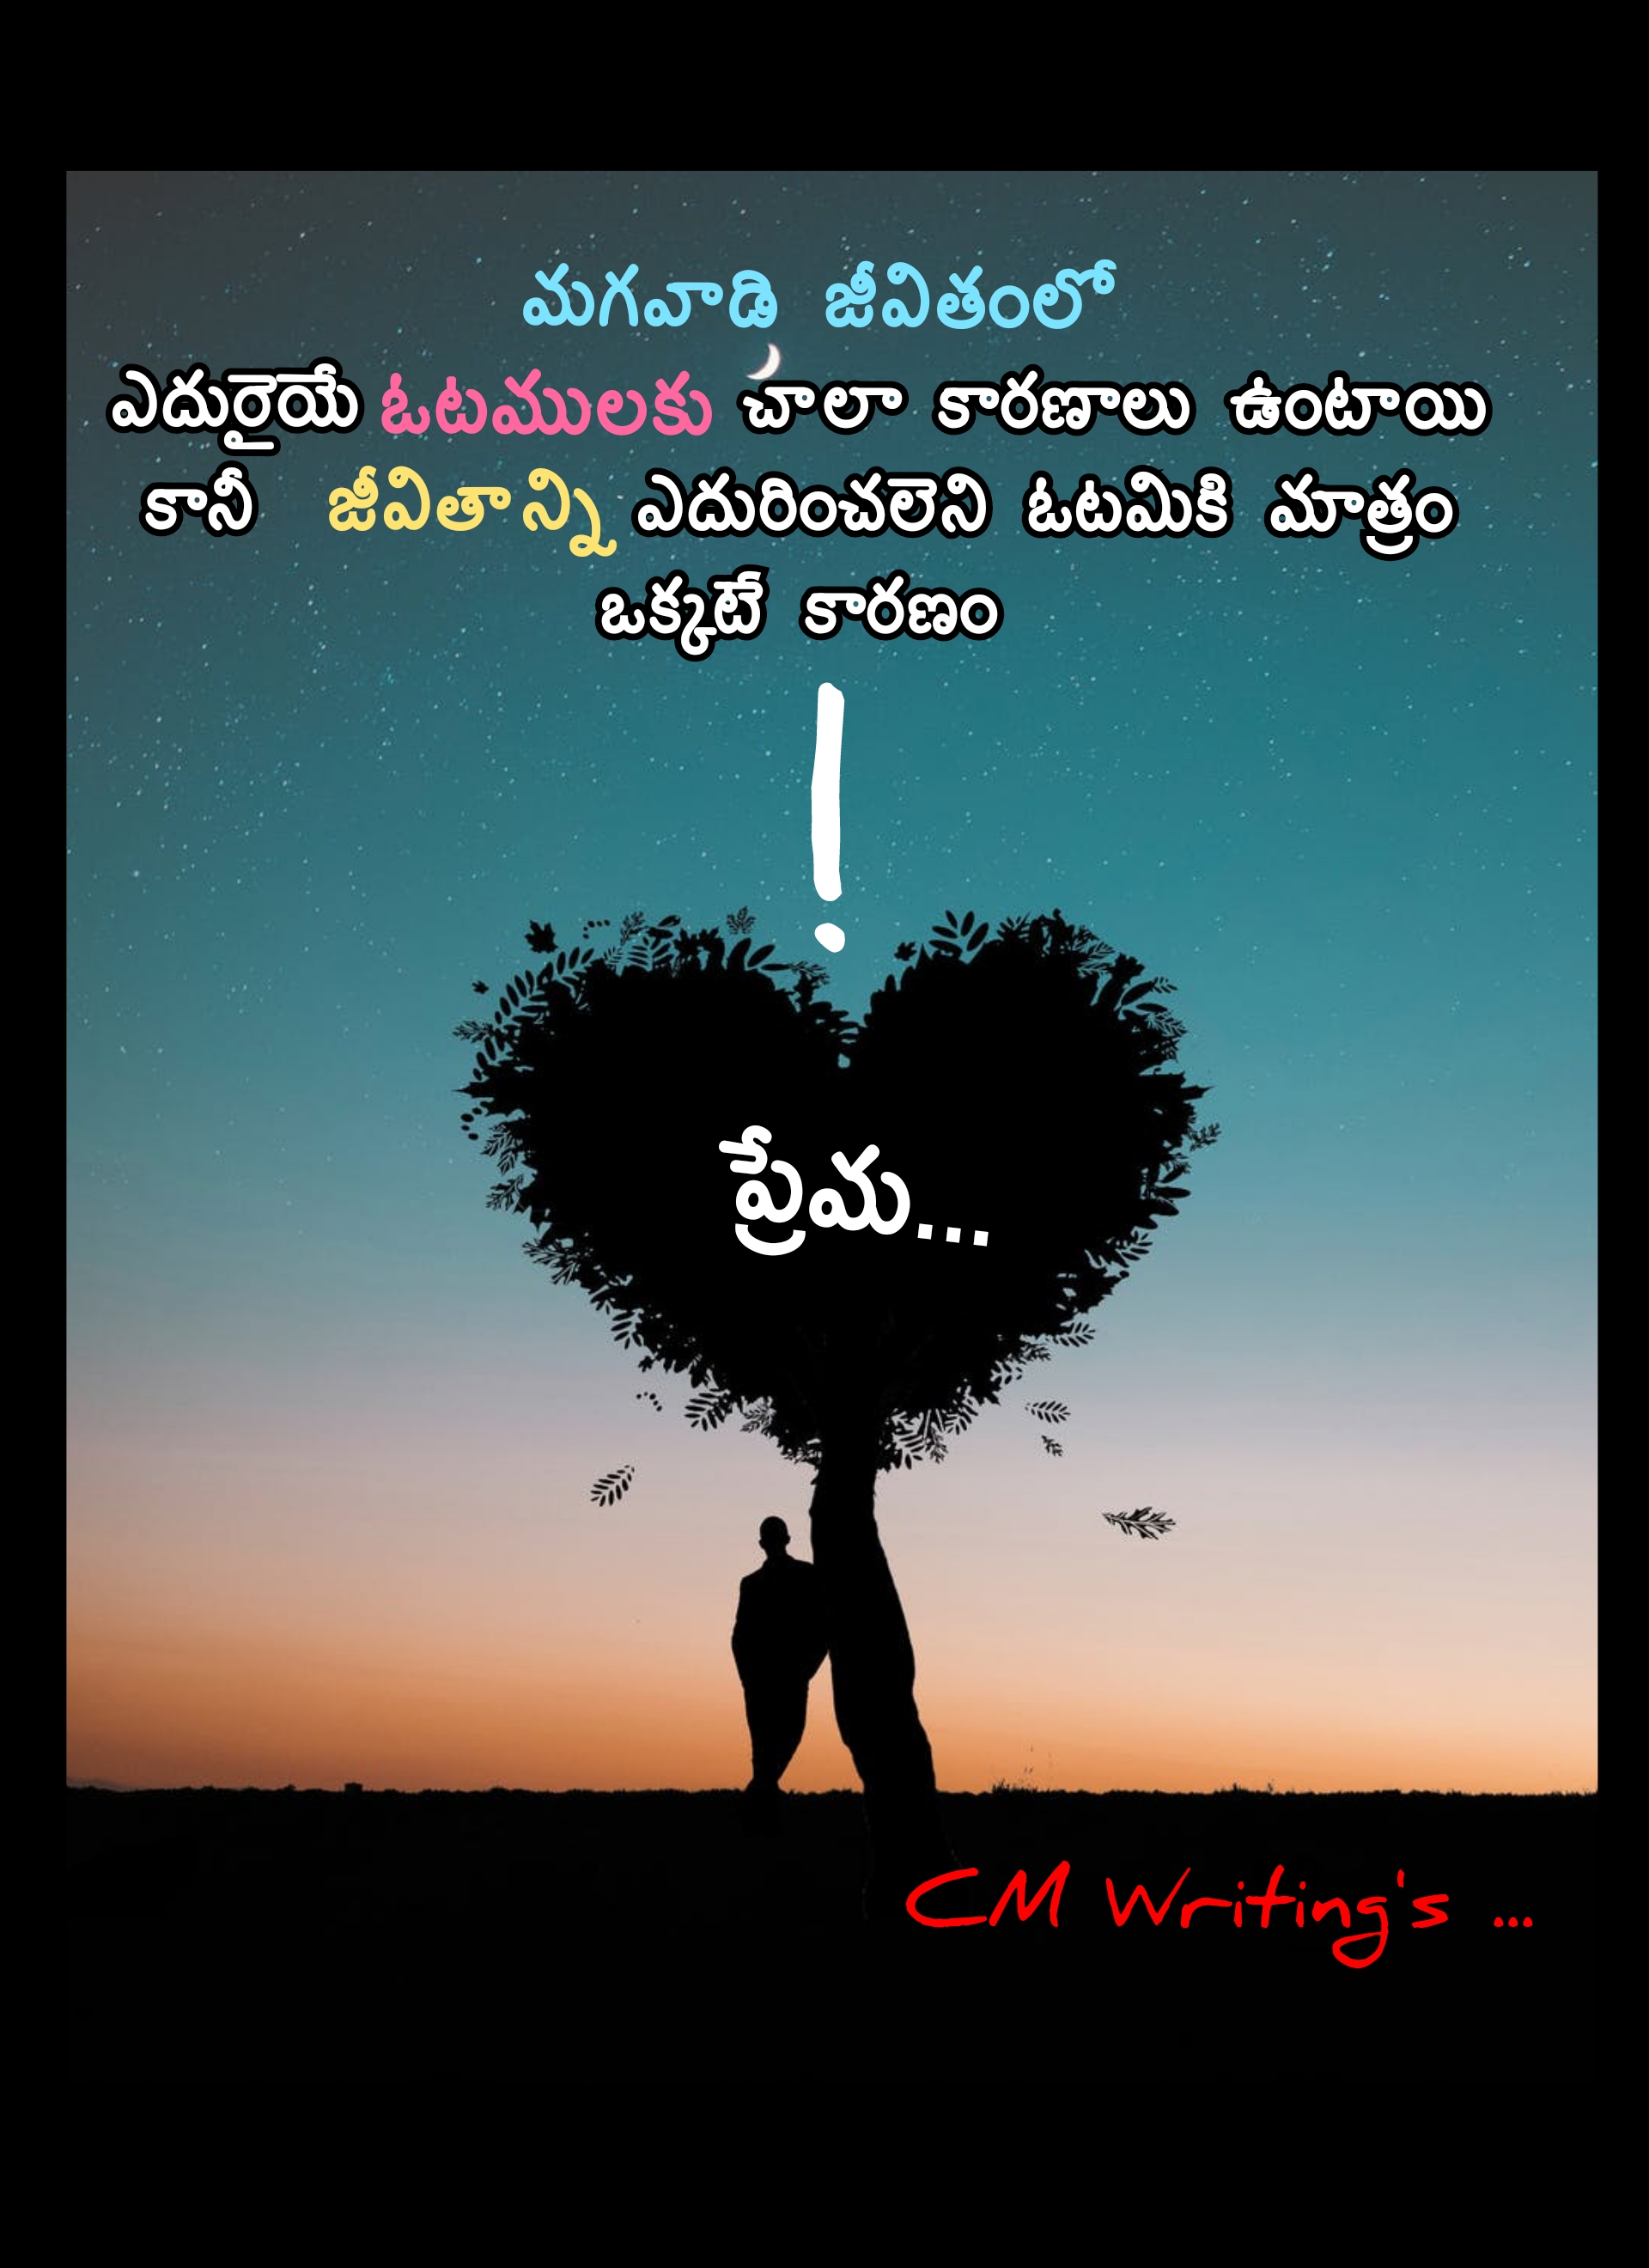 మగవాడి జీవితంలో
ఎదురైయే ఓటములకు చాలా కారణాలు ఉంటాయి
కానీ జీవితాన్ని ఎదురించలెని ఓటమికి మాత్రం
ఒక్కటే కారణం
!
ప్రేమ...
CM Writing's ...